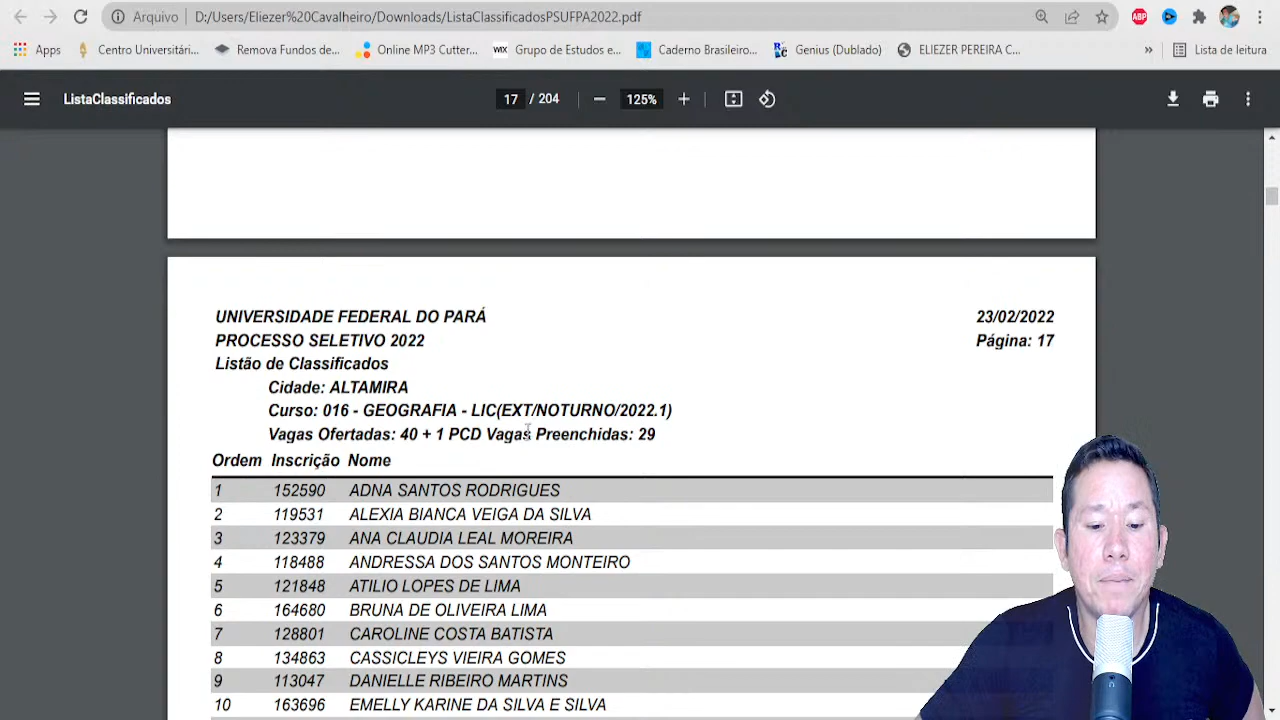 Arquivo D:/Users/Eliezer%20Cavalheiro/Downloads/ListaClassificadosPSUFPA2022.pdf
Apps Centro Universitári... Remova Fundos de... Online MP3 Cutter... WIX Grupo de Estudos e... Caderno Brasileiro... Genius (Dublado) ELIEZER PEREIRA C... » Lista de leitura
ABP
ListaClassificados 17 / 204 125%
UNIVERSIDADE FEDERAL DO PARÁ 23/02/2022
PROCESSO SELETIVO 2022 Página: 17
Listão de Classificados
Cidade: ALTAMIRA
Curso: 016 - GEOGRAFIA - LIC(EXT/NOTURNO/2022.1)
Vagas Ofertadas: 40 + 1 PCD Vagas Preenchidas: 29
Ordem Inscrição Nome
1 152590 ADNA SANTOS RODRIGUES
2 119531 ALEXIA BIANCA VEIGA DA SILVA
3 123379 ANA CLAUDIA LEAL MOREIRA
4 118488 ANDRESSA DOS SANTOS MONTEIRO
5 121848 ATILIO LOPES DE LIMA
6 164680 BRUNA DE OLIVEIRA LIMA
7 128801 CAROLINE COSTA BATISTA
8 134863 CASSICLEYS VIEIRA GOMES
9 113047 DANIELLE RIBEIRO MARTINS
10 163696 EMELLY KARINE DA SILVA E SILVA